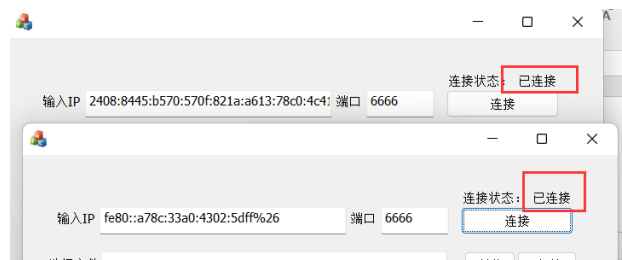 连接状态: 已连接
输入IP 2408:8445:b570:570f:821a:a613:78c0:4c41 端口 6666 连接
连接状态: 已连接
输入IP fe80::a78c:33a0:4302:5dff%26 端口 6666 连接